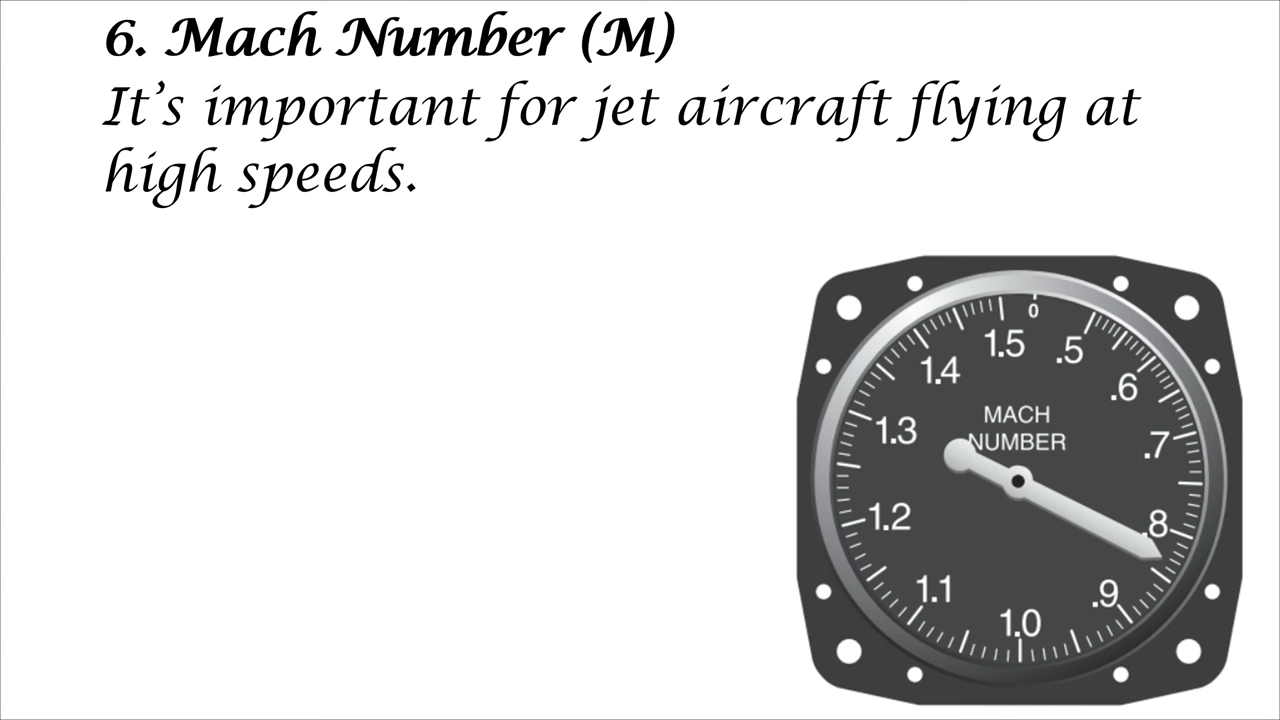 6. Mach Number (M)
It's important for jet aircraft flying at
high speeds.
0
.5
.6
.7
.8
.9
1.0
1.1
1.2
1.3
1.4
1.5
MACH
NUMBER